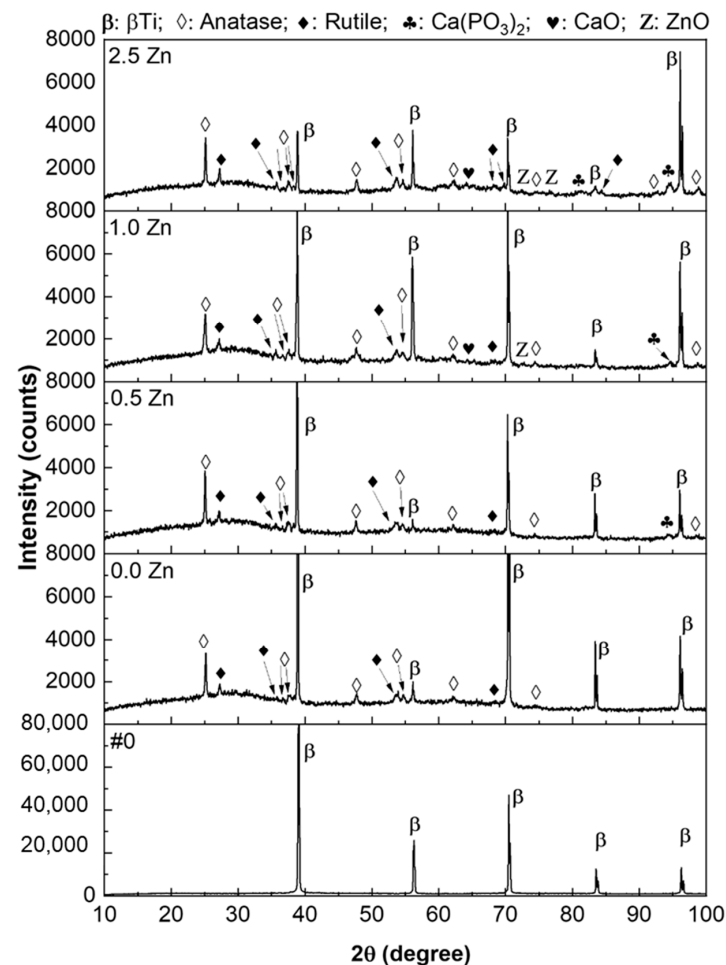 β: βTi; ◊: Anatase; ♦: Rutile; ♣: Ca(PO₃)₂; ♥: CaO; Z: ZnO
Intensity (counts)
8000
2.5 Zn
6000
4000
2000
◊ ♦ ♦ ◊ β ◊ ♦ ◊ β ◊ ♥ ♦ β Z ◊ Z ♣ β ♦ ◊ ♣ β ◊
8000
1.0 Zn
6000
4000
2000
◊ ♦ ♦ ◊ β ◊ ♦ ◊ β ◊ ♥ ♦ β Z ◊ β ♣ β ◊
8000
0.5 Zn
6000
4000
2000
◊ ♦ ♦ ◊ β ◊ ♦ ◊ β ◊ ♦ β ◊ β ♣ β ◊
8000
0.0 Zn
6000
4000
2000
◊ ♦ ♦ ◊ β ◊ ♦ ◊ β ◊ ♦ β ◊ β β
80,000
#0
60,000
40,000
20,000
0
β β β β β
10 20 30 40 50 60 70 80 90 100
2θ (degree)